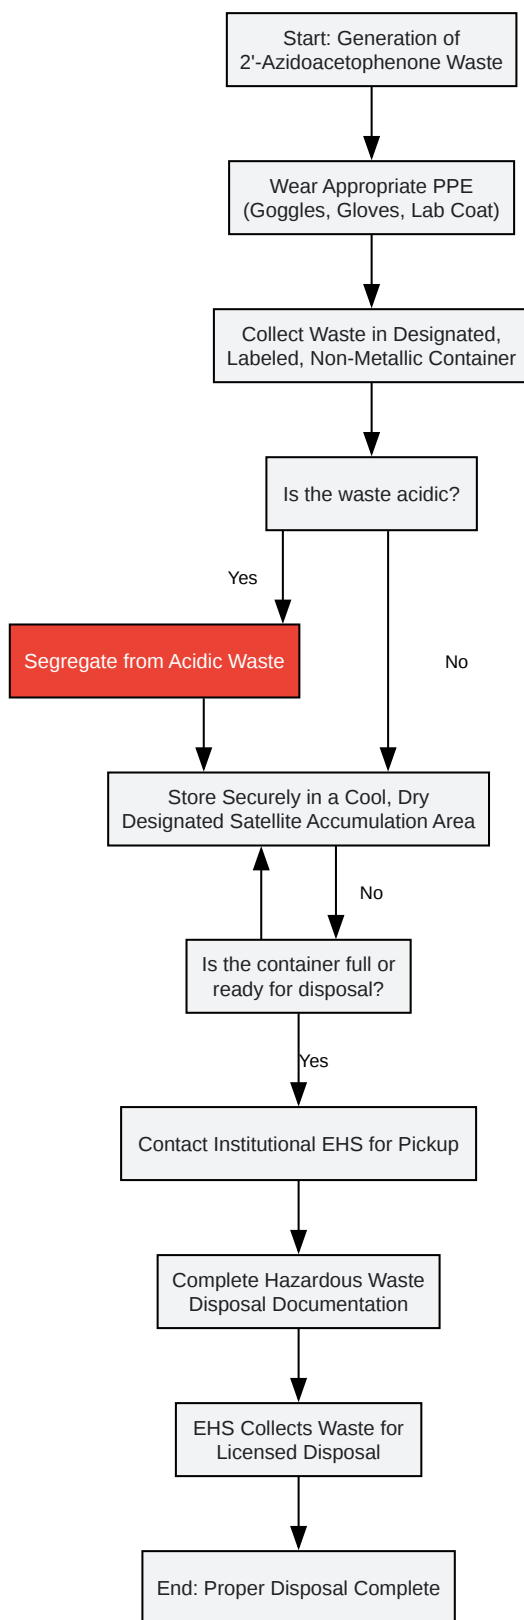 Start: Generation of
2'-Azidoacetophenone Waste
Wear Appropriate PPE
(Goggles, Gloves, Lab Coat)
Collect Waste in Designated,
Labeled, Non-Metallic Container
Is the waste acidic?
Yes
Segregate from Acidic Waste
No
Store Securely in a Cool, Dry
Designated Satellite Accumulation Area
No
Is the container full or
ready for disposal?
Yes
Contact Institutional EHS for Pickup
Complete Hazardous Waste
Disposal Documentation
EHS Collects Waste for
Licensed Disposal
End: Proper Disposal Complete